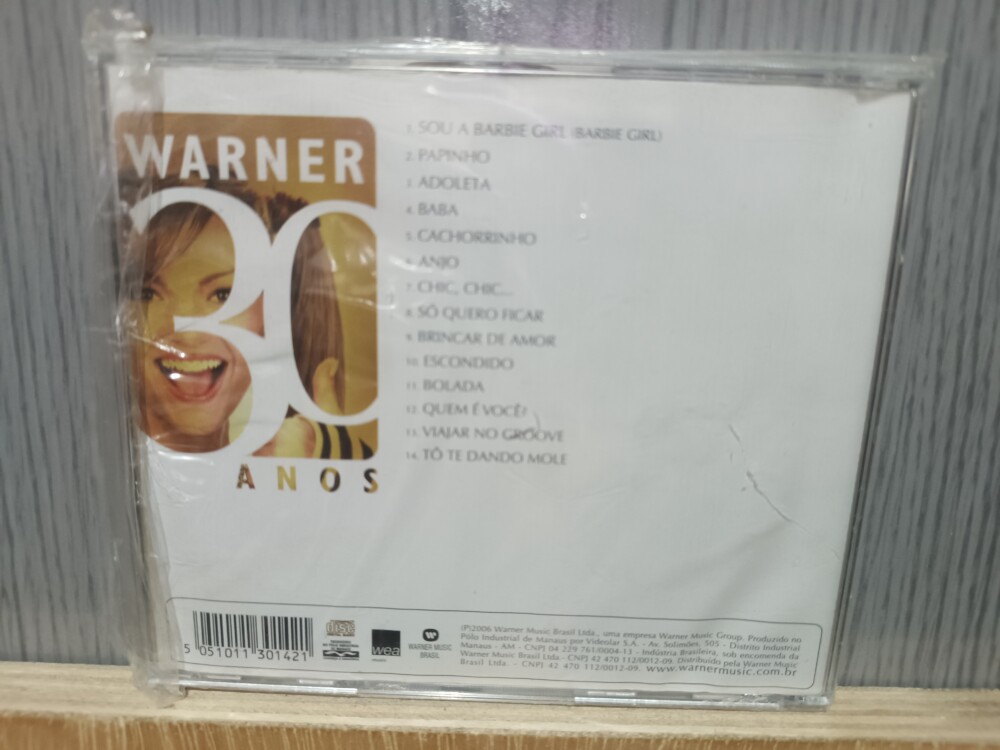 WARNER
30
ANOS
1. SOU A BARBIE GIRL (BARBIE GIRL)
2. PAPINHO
3. ADOLETA
4. BABA
5. CACHORRINHO
6. ANJO
7. CHIC, CHIC...
8. SÓ QUERO FICAR
9. BRINCAR DE AMOR
10. ESCONDIDO
11. BOLADA
12. QUEM É VOCÊ?
13. VIAJAR NO GROOVE
14. TÔ TE DANDO MOLE
5 051011 301421
wea
WARNER MUSIC
BRASIL
(P)2006 Warner Music Brasil Ltda., uma empresa Warner Music Group. Produzido no
Pólo Industrial de Manaus por Videolar S.A. - Av. Solimões, 505 - Distrito Industrial
Manaus - AM - CNPJ 04 229 761/0004-13 - Indústria Brasileira, sob encomenda da
Warner Music Brasil Ltda.- CNPJ 42 470 112/0012-09. Distribuído pela Warner Music
Brasil Ltda. - CNPJ 42 470 112/0012-09. www.warnermusic.com.br